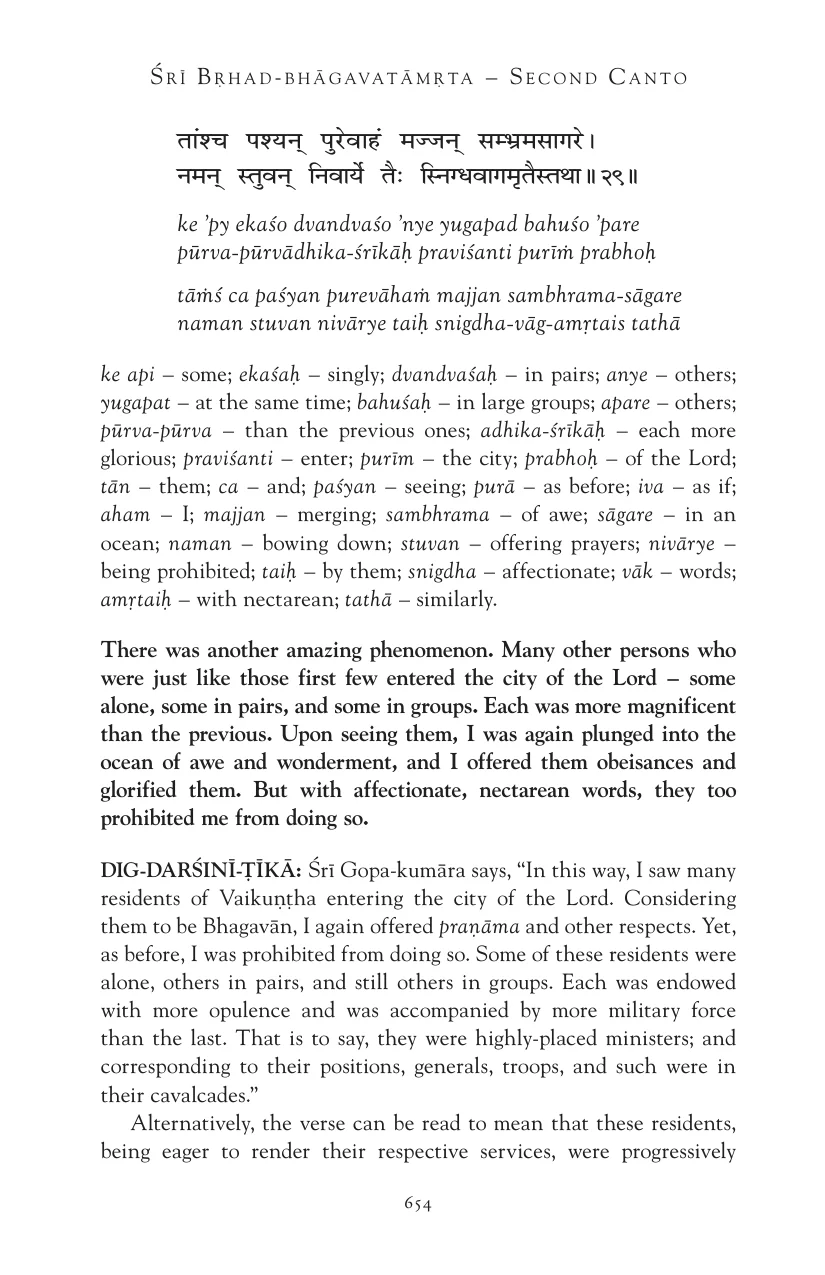 Śrī Bṛhad-bhāgavatāmṛta – Second Canto
तांश्च पश्यन् पुरेवाहं मज्जन् सम्भ्रमसागरे।
नमन् स्तुवन् निवार्ये तैः स्निग्धवागमृतैस्तथा॥२९॥
ke ’py ekaśo dvandvaśo ’nye yugapad bahuśo ’pare
pūrva-pūrvādhika-śrīkāḥ praviśanti purīṁ prabhoḥ
tāṁś ca paśyan purevāhaṁ majjan sambhrama-sāgare
naman stuvan nivārye taiḥ snigdha-vāg-amṛtais tathā
ke api – some; ekaśaḥ – singly; dvandvaśaḥ – in pairs; anye – others;
yugapat – at the same time; bahuśaḥ – in large groups; apare – others;
pūrva-pūrva – than the previous ones; adhika-śrīkāḥ – each more
glorious; praviśanti – enter; purīm – the city; prabhoḥ – of the Lord;
tān – them; ca – and; paśyan – seeing; purā – as before; iva – as if;
aham – I; majjan – merging; sambhrama – of awe; sāgare – in an
ocean; naman – bowing down; stuvan – offering prayers; nivārye –
being prohibited; taiḥ – by them; snigdha – affectionate; vāk – words;
amṛtaiḥ – with nectarean; tathā – similarly.
There was another amazing phenomenon. Many other persons who
were just like those first few entered the city of the Lord – some
alone, some in pairs, and some in groups. Each was more magnificent
than the previous. Upon seeing them, I was again plunged into the
ocean of awe and wonderment, and I offered them obeisances and
glorified them. But with affectionate, nectarean words, they too
prohibited me from doing so.
DIG-DARŚINĪ-ṬĪKĀ: Śrī Gopa-kumāra says, “In this way, I saw many
residents of Vaikuṇṭha entering the city of the Lord. Considering
them to be Bhagavān, I again offered praṇāma and other respects. Yet,
as before, I was prohibited from doing so. Some of these residents were
alone, others in pairs, and still others in groups. Each was endowed
with more opulence and was accompanied by more military force
than the last. That is to say, they were highly-placed ministers; and
corresponding to their positions, generals, troops, and such were in
their cavalcades.”
Alternatively, the verse can be read to mean that these residents,
being eager to render their respective services, were progressively
654